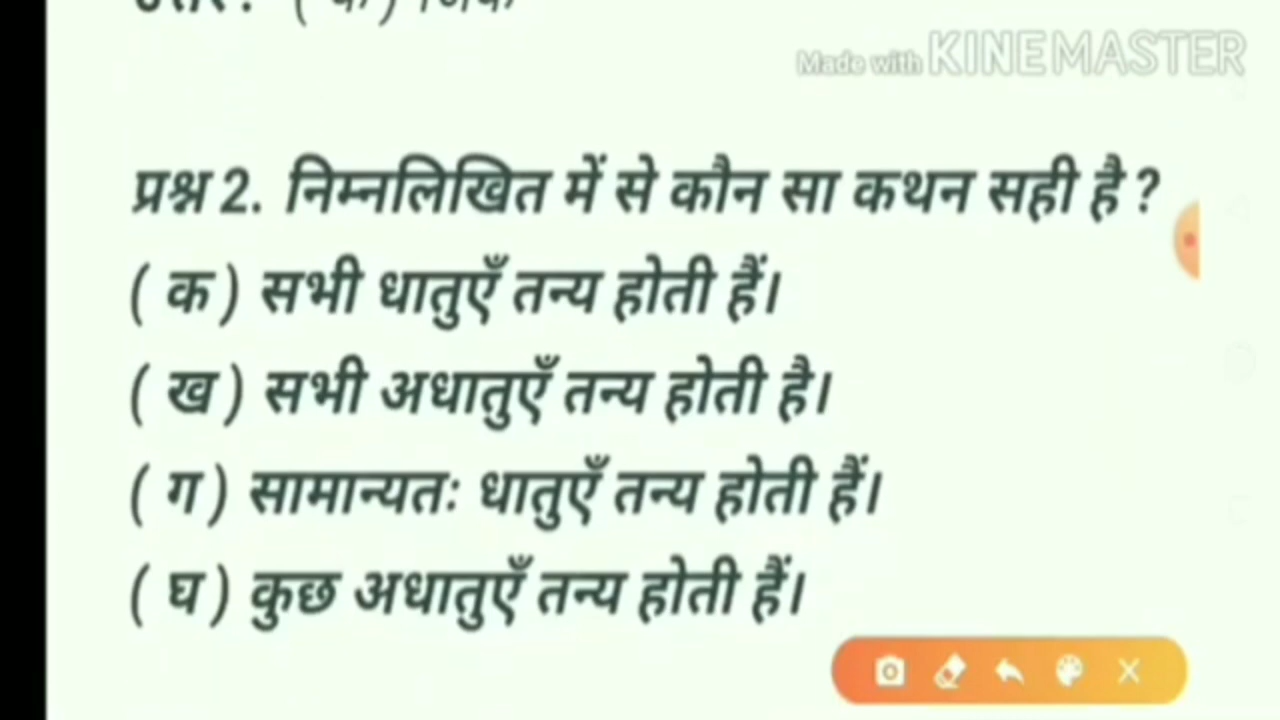 Made with KINEMASTER
प्रश्न 2. निम्नलिखित में से कौन सा कथन सही है ?
( क ) सभी धातुएँ तन्य होती हैं।
( ख ) सभी अधातुएँ तन्य होती है।
( ग ) सामान्यतः धातुएँ तन्य होती हैं।
( घ ) कुछ अधातुएँ तन्य होती हैं।